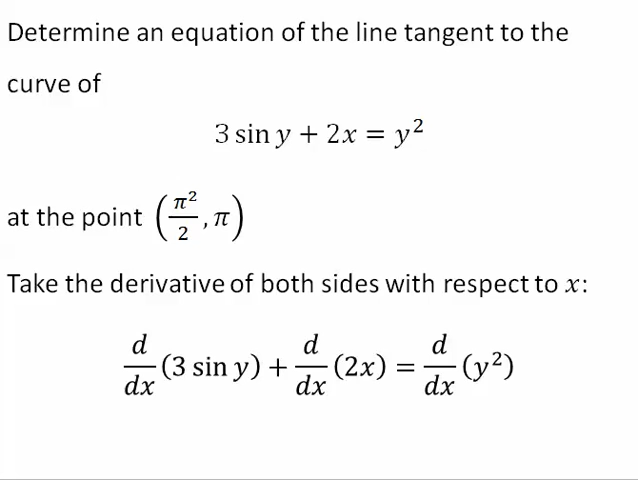 Determine an equation of the line tangent to the
curve of
3 sin y + 2x = y²
at the point (π²/2, π)
Take the derivative of both sides with respect to x:
d/dx (3 sin y) + d/dx (2x) = d/dx (y²)